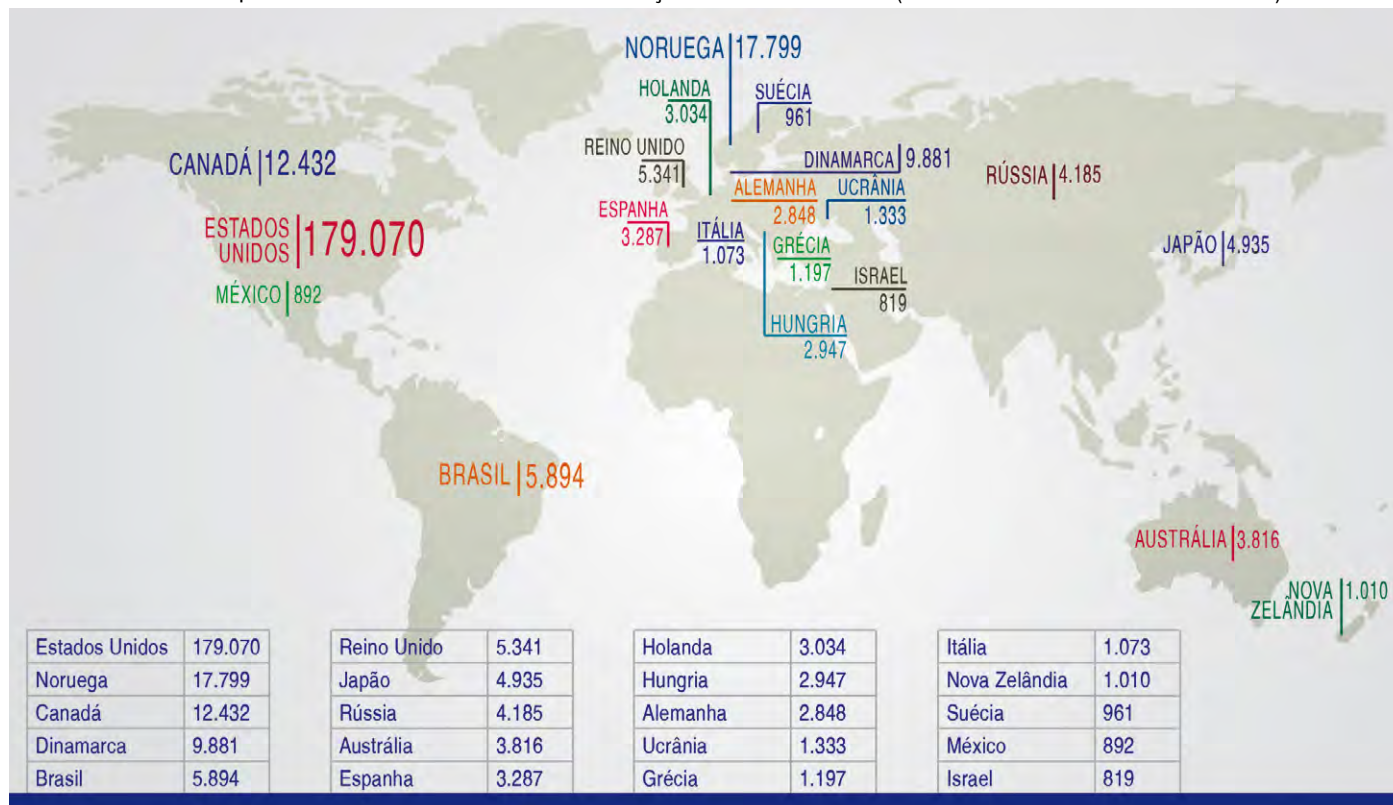 NORUEGA 17.799
HOLANDA
3.034
SUÉCIA
961
REINO UNIDO
5.341
DINAMARCA 9.881
CANADÁ 12.432
ALEMANHA
2.848
UCRÂNIA
1.333
RÚSSIA 4.185
ESTADOS
UNIDOS 179.070
ESPANHA
3.287
ITÁLIA
1.073
GRÉCIA
1.197
JAPÃO 4.935
MÉXICO 892
ISRAEL
819
HUNGRIA
2.947
BRASIL 5.894
AUSTRÁLIA 3.816
NOVA
ZELÂNDIA 1.010
Estados Unidos 179.070
Noruega 17.799
Canadá 12.432
Dinamarca 9.881
Brasil 5.894
Reino Unido 5.341
Japão 4.935
Rússia 4.185
Austrália 3.816
Espanha 3.287
Holanda 3.034
Hungria 2.947
Alemanha 2.848
Ucrânia 1.333
Grécia 1.197
Itália 1.073
Nova Zelândia 1.010
Suécia 961
México 892
Israel 819